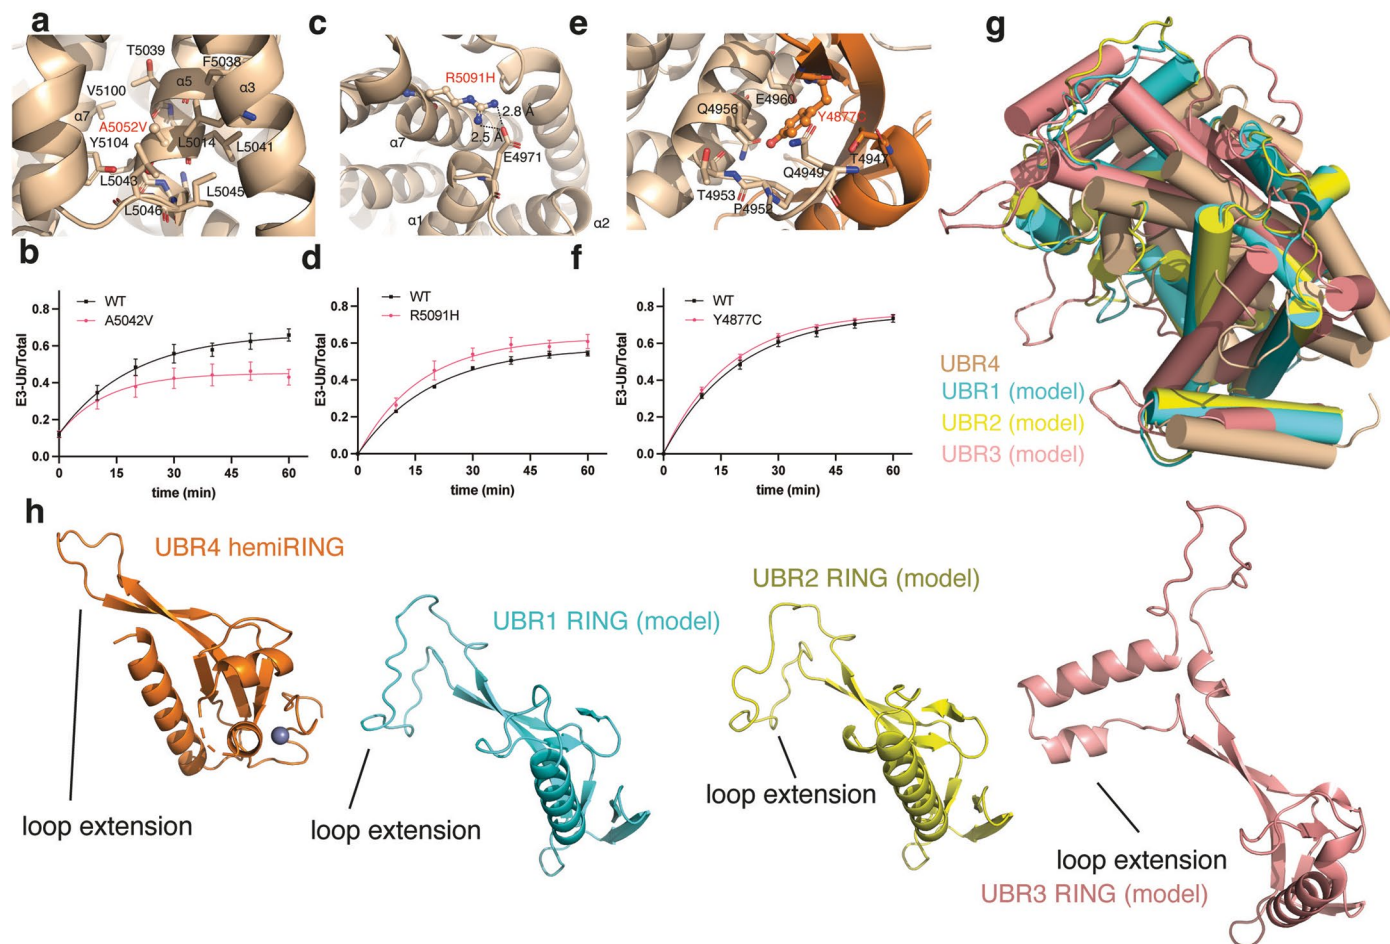 a
T5039
F5038
α5
α3
V5100
α7
A5052V
Y5104
L5014
L5041
L5043
L5045
L5046
c
R5091H
2.8 Å
2.5 Å
α7
E4971
α1
α2
e
E4960
Q4956
Y4877C
T494
Q4949
T4953
P4952
g
UBR4
UBR1 (model)
UBR2 (model)
UBR3 (model)
b
WT
A5042V
E3-Ub/Total
0.8
0.6
0.4
0.2
0.0
0 15 30 45 60
time (min)
d
WT
R5091H
E3-Ub/Total
0.8
0.6
0.4
0.2
0.0
0 15 30 45 60
time (min)
f
WT
Y4877C
E3-Ub/Total
0.8
0.6
0.4
0.2
0.0
0 15 30 45 60
time (min)
h
UBR4 hemiRING
loop extension
UBR1 RING (model)
loop extension
UBR2 RING (model)
loop extension
loop extension
UBR3 RING (model)